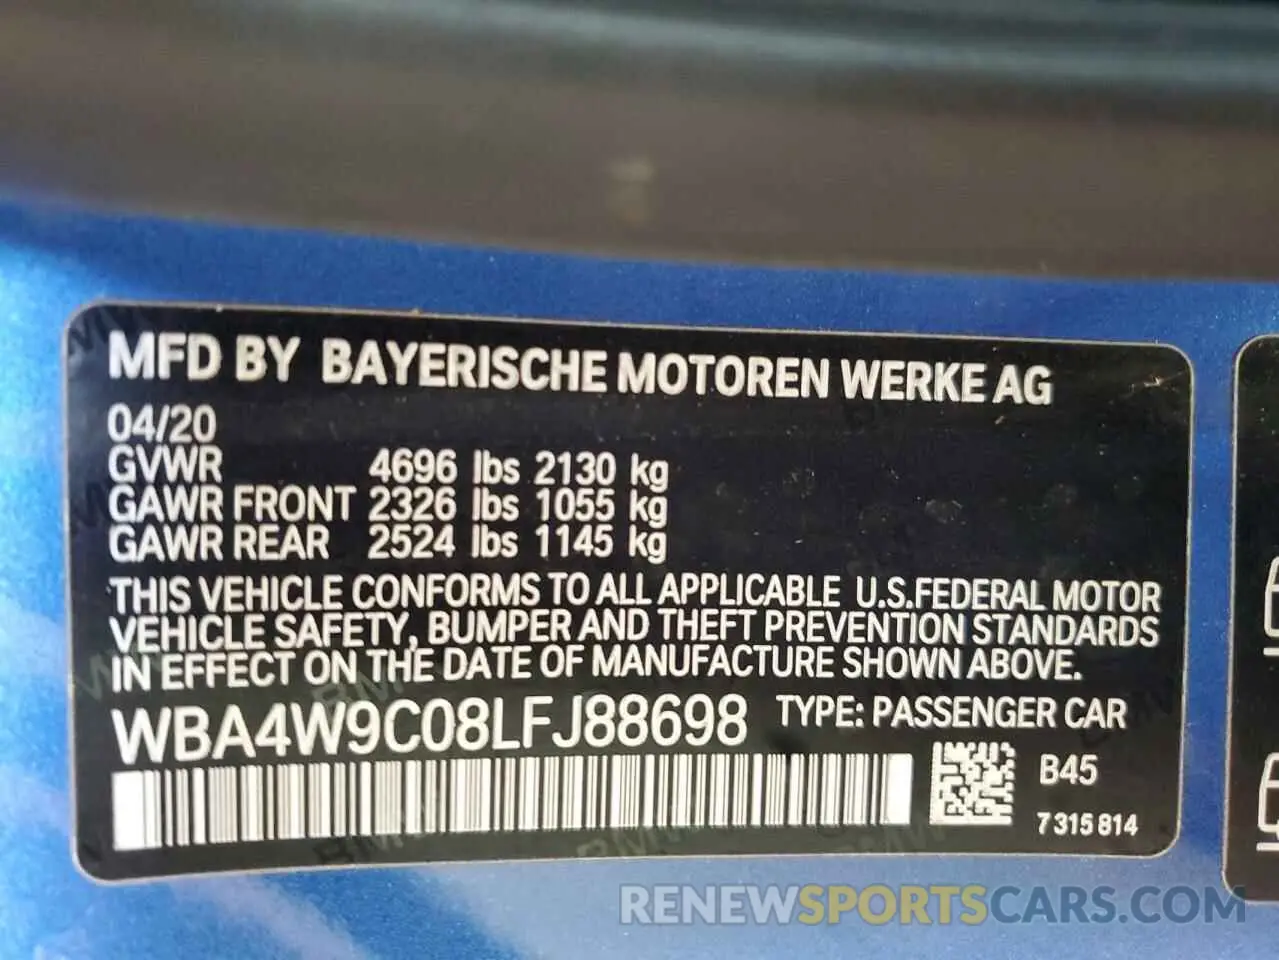 MFD BY BAYERISCHE MOTOREN WERKE AG
04/20
GVWR 4696 lbs 2130 kg
GAWR FRONT 2326 lbs 1055 kg
GAWR REAR 2524 lbs 1145 kg
THIS VEHICLE CONFORMS TO ALL APPLICABLE U.S.FEDERAL MOTOR
VEHICLE SAFETY, BUMPER AND THEFT PREVENTION STANDARDS
IN EFFECT ON THE DATE OF MANUFACTURE SHOWN ABOVE.
WBA4W9C08LFJ88698 TYPE: PASSENGER CAR
B45
7315814
RENEWSPORTSCARS.COM